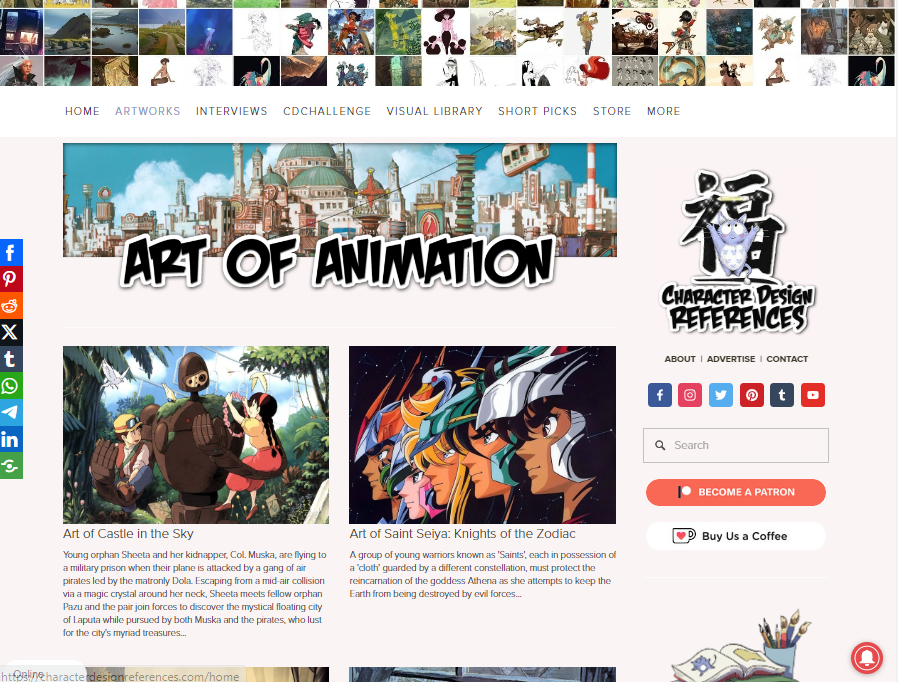 HOME ARTWORKS INTERVIEWS CDCHALLENGE VISUAL LIBRARY SHORT PICKS STORE MORE
ART OF ANIMATION
福
CHARACTER DESIGN
REFERENCES
ABOUT | ADVERTISE | CONTACT
Search
BECOME A PATRON
Buy Us a Coffee
Art of Castle in the Sky
Young orphan Sheeta and her kidnapper, Col. Muska, are flying to
a military prison when their plane is attacked by a gang of air
pirates led by the matronly Dola. Escaping from a mid-air collision
via a magic crystal around her neck, Sheeta meets fellow orphan
Pazu and the pair join forces to discover the mystical floating city
of Laputa while pursued by both Muska and the pirates, who lust
for the city's myriad treasures...
Art of Saint Seiya: Knights of the Zodiac
A group of young warriors known as 'Saints', each in possession of
a 'cloth' guarded by a different constellation, must protect the
reincarnation of the goddess Athena as she attempts to keep the
Earth from being destroyed by evil forces...
Online
https://characterdesignreferences.com/home